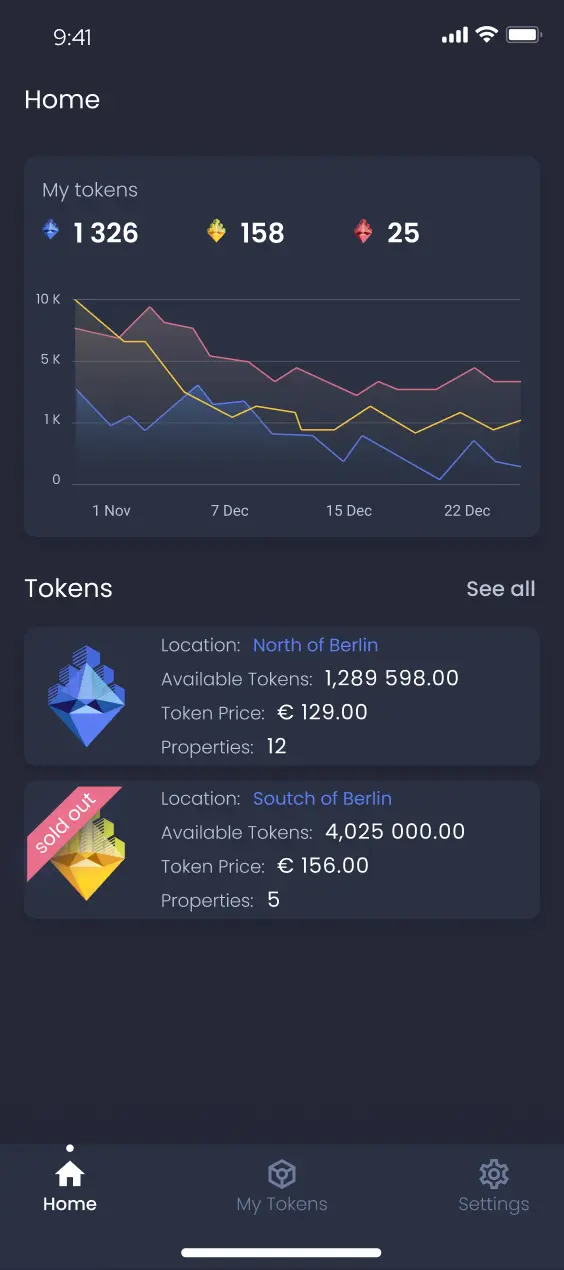 9:41
Home
My tokens
1 326 158 25
10 K
5 K
1 K
0
1 Nov 7 Dec 15 Dec 22 Dec
Tokens See all
Location: North of Berlin
Available Tokens: 1,289 598.00
Token Price: € 129.00
Properties: 12
sold out
Location: Soutch of Berlin
Available Tokens: 4,025 000.00
Token Price: € 156.00
Properties: 5
Home My Tokens Settings